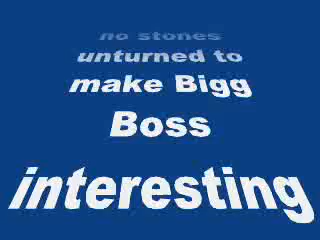 no stones
unturned to
make Bigg
Boss
interesting